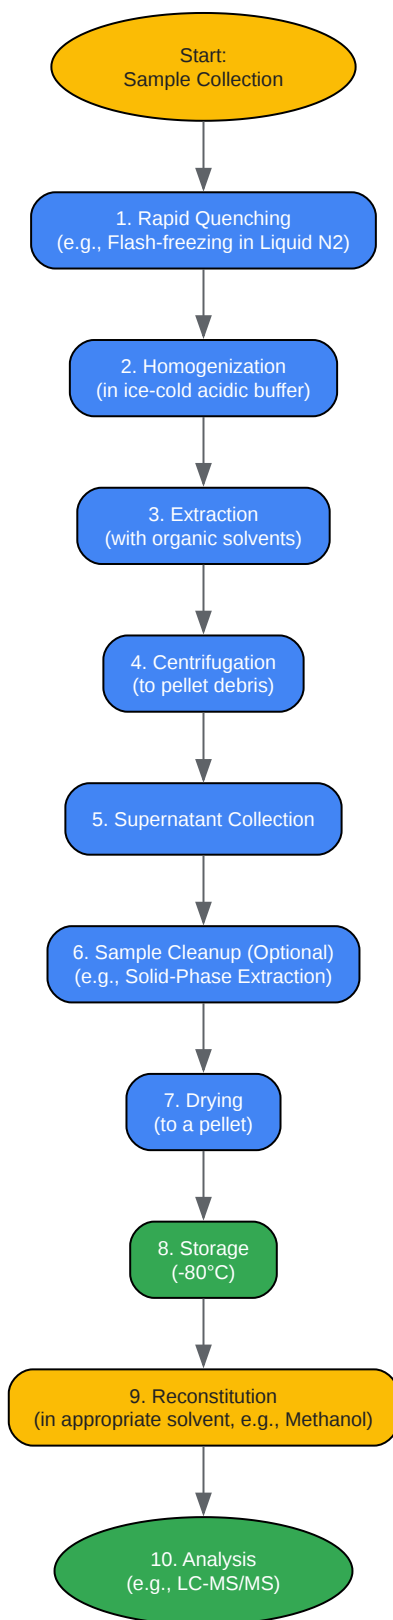 Start:
Sample Collection
1. Rapid Quenching
(e.g., Flash-freezing in Liquid N2)
2. Homogenization
(in ice-cold acidic buffer)
3. Extraction
(with organic solvents)
4. Centrifugation
(to pellet debris)
5. Supernatant Collection
6. Sample Cleanup (Optional)
(e.g., Solid-Phase Extraction)
7. Drying
(to a pellet)
8. Storage
(-80°C)
9. Reconstitution
(in appropriate solvent, e.g., Methanol)
10. Analysis
(e.g., LC-MS/MS)